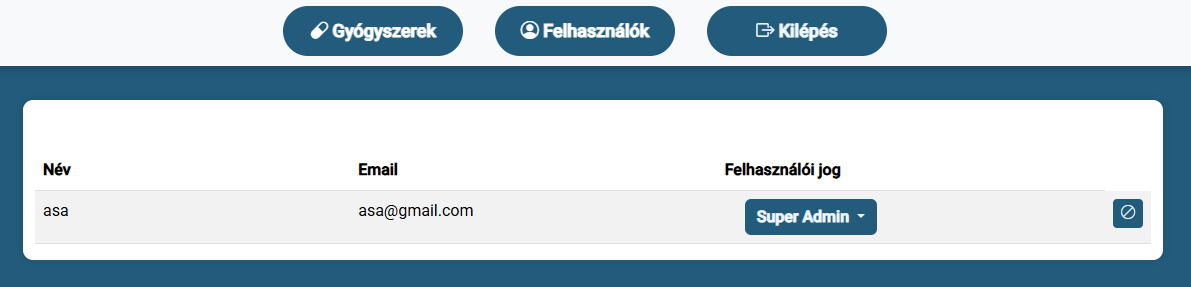 Gyógyszerek Felhasználók Kilépés
Név Email Felhasználói jog
asa asa@gmail.com Super Admin